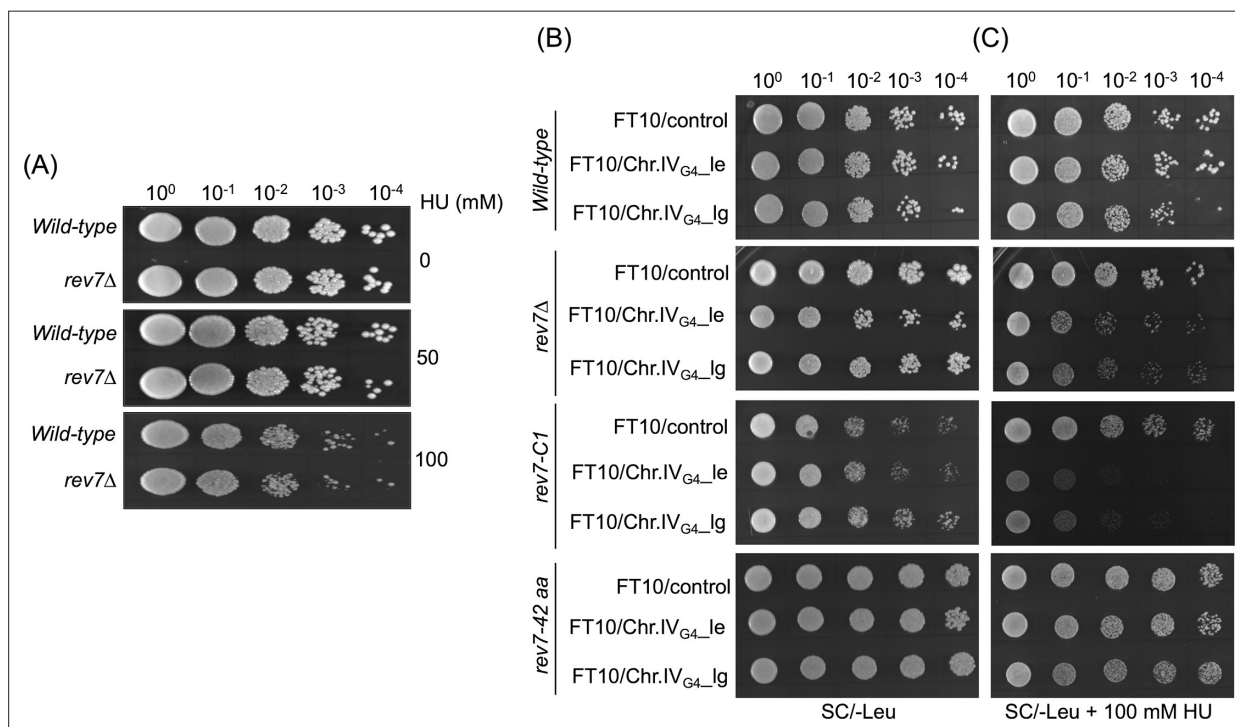 (A)
10⁰ 10⁻¹ 10⁻² 10⁻³ 10⁻⁴ HU (mM)
Wild-type
rev7Δ
0
Wild-type
rev7Δ
50
Wild-type
rev7Δ
100
(B)
10⁰ 10⁻¹ 10⁻² 10⁻³ 10⁻⁴
Wild-type
FT10/control
FT10/Chr.IV_G4_le
FT10/Chr.IV_G4_lg
rev7Δ
FT10/control
FT10/Chr.IV_G4_le
FT10/Chr.IV_G4_lg
rev7-C1
FT10/control
FT10/Chr.IV_G4_le
FT10/Chr.IV_G4_lg
rev7-42 aa
FT10/control
FT10/Chr.IV_G4_le
FT10/Chr.IV_G4_lg
SC/-Leu
(C)
10⁰ 10⁻¹ 10⁻² 10⁻³ 10⁻⁴
SC/-Leu + 100 mM HU